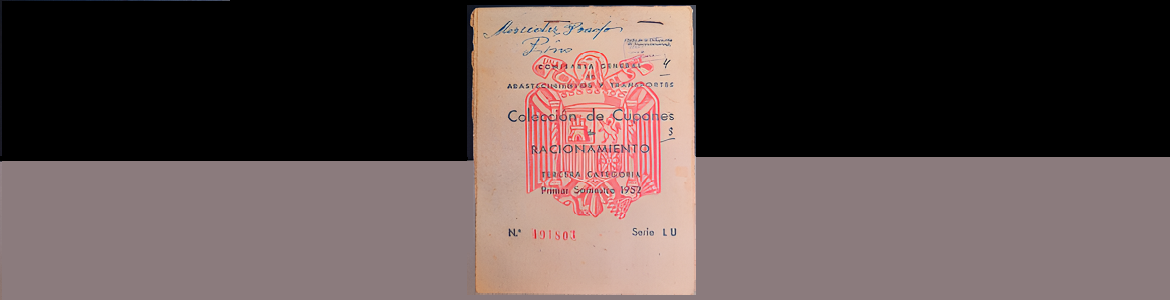 Mercedes Pardo
Pino
COMISARIA GENERAL
4
DE
ABASTECIMIENTOS Y TRANSPORTES
Colección de Cupones
de
3
RACIONAMIENTO
TERCERA CATEGORIA
Primer Semestre 1952
N.º 491803
Serie LU